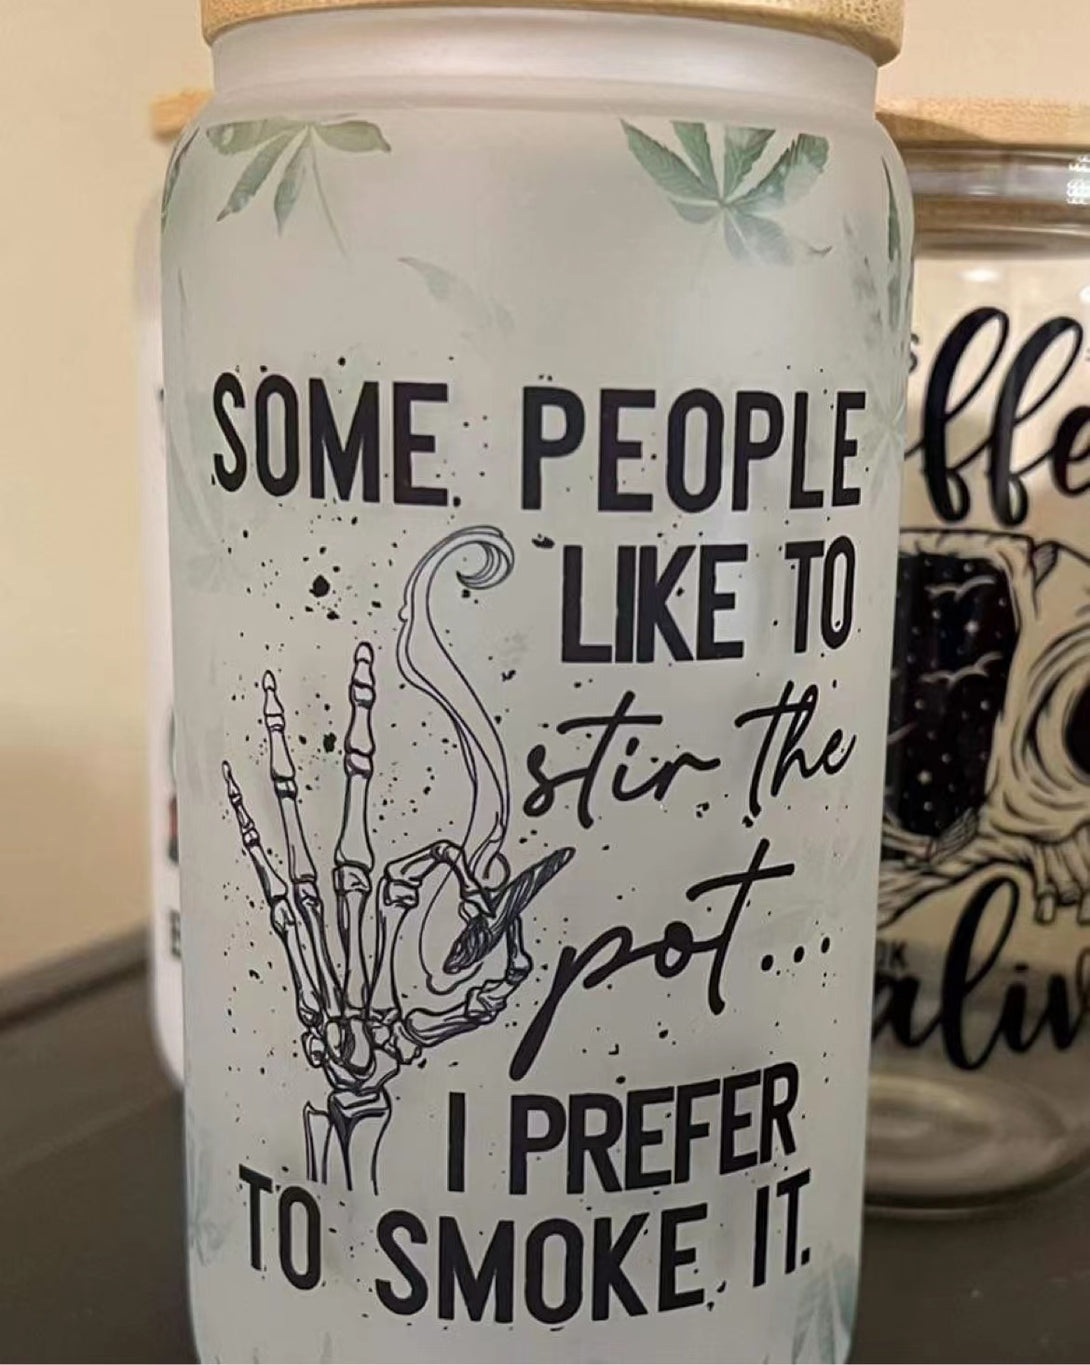 SOME PEOPLE
LIKE TO
stir the
pot...
I PREFER
TO SMOKE IT.